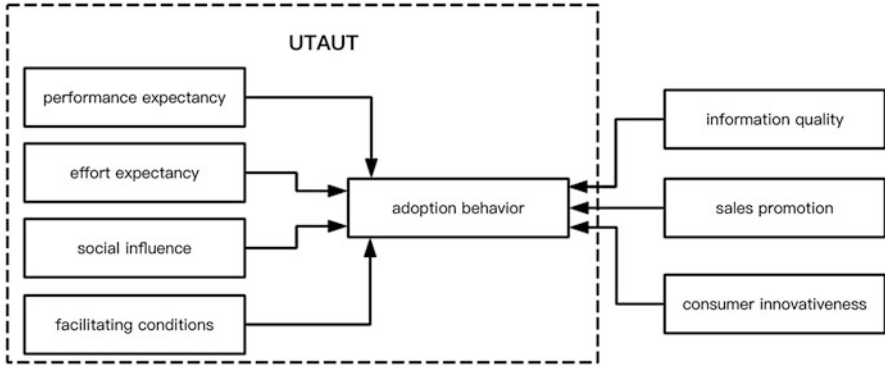 UTAUT
performance expectancy
effort expectancy
social influence
facilitating conditions
adoption behavior
information quality
sales promotion
consumer innovativeness